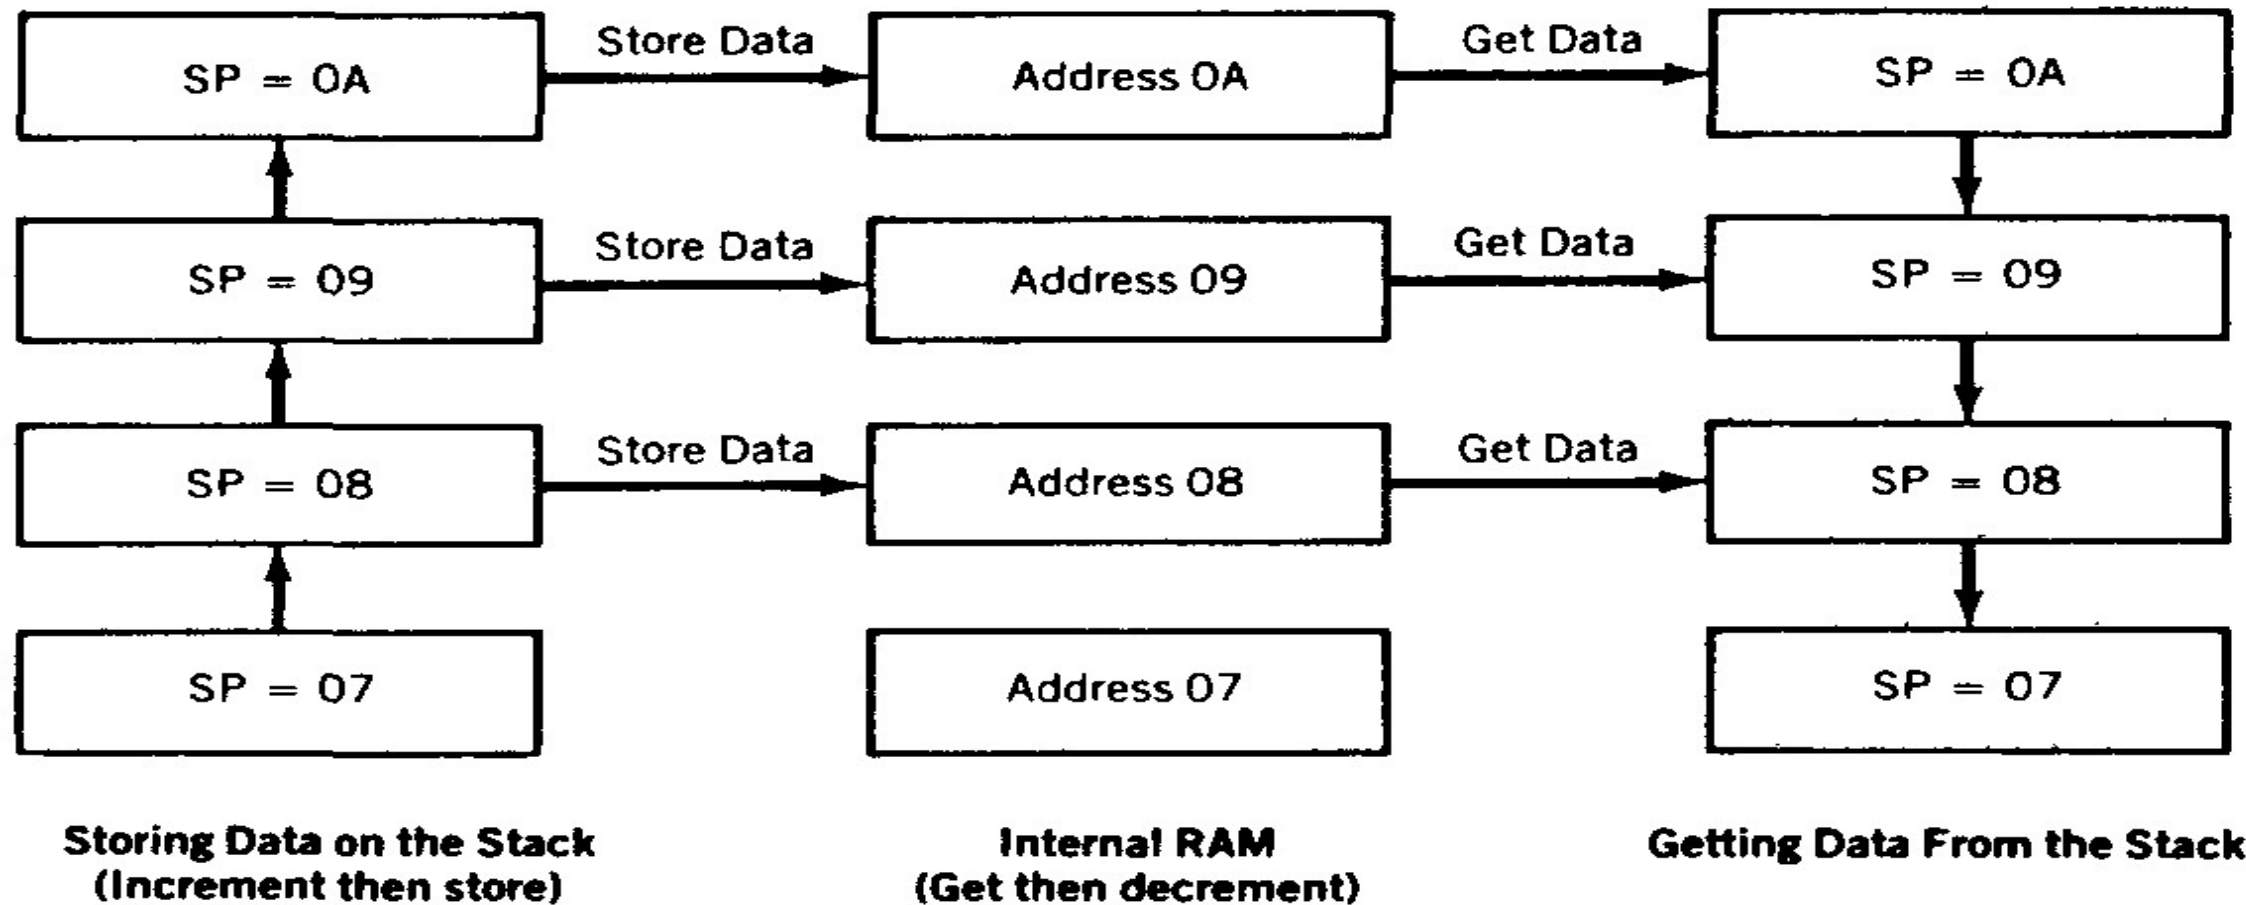 SP = 0A
Store Data
Address 0A
Get Data
SP = 0A
SP = 09
Store Data
Address 09
Get Data
SP = 09
SP = 08
Store Data
Address 08
Get Data
SP = 08
SP = 07
Address 07
SP = 07
Storing Data on the Stack
(Increment then store)
Internal RAM
(Get then decrement)
Getting Data From the Stack